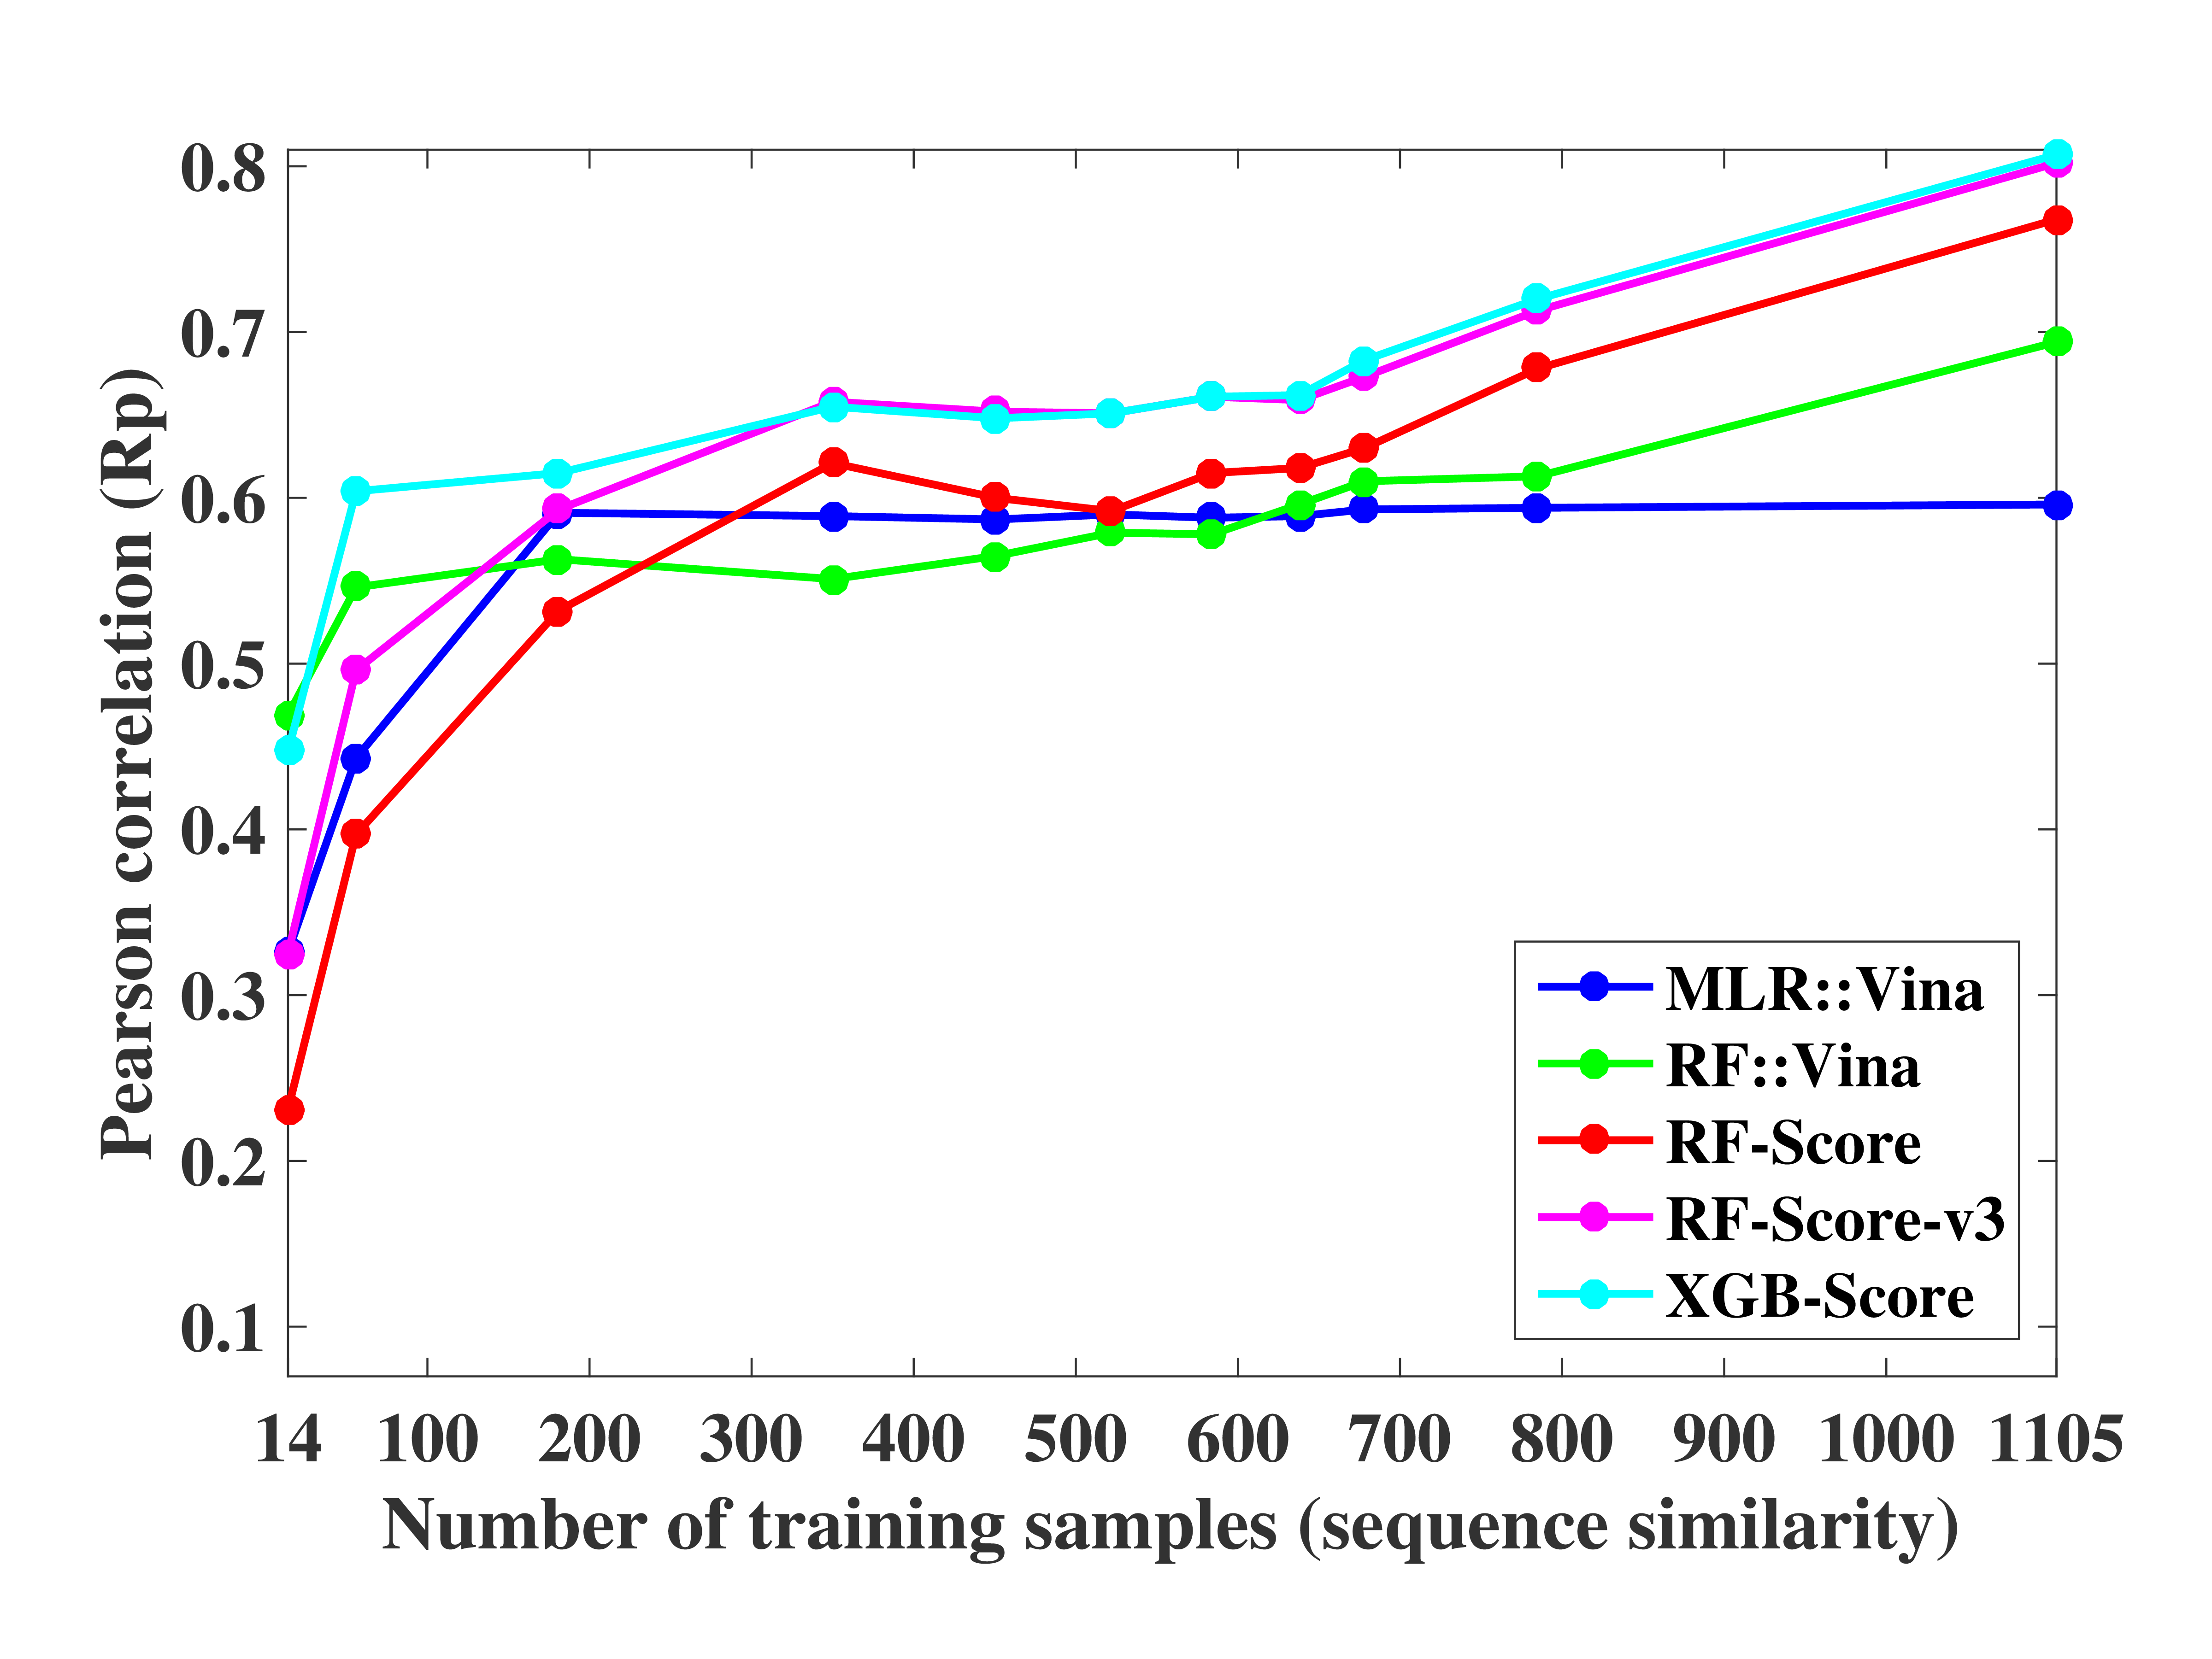 Pearson correlation (Rp)
0.8
0.7
0.6
0.5
0.4
0.3
0.2
0.1
MLR::Vina
RF::Vina
RF-Score
RF-Score-v3
XGB-Score
14 100 200 300 400 500 600 700 800 900 1000 1105
Number of training samples (sequence similarity)